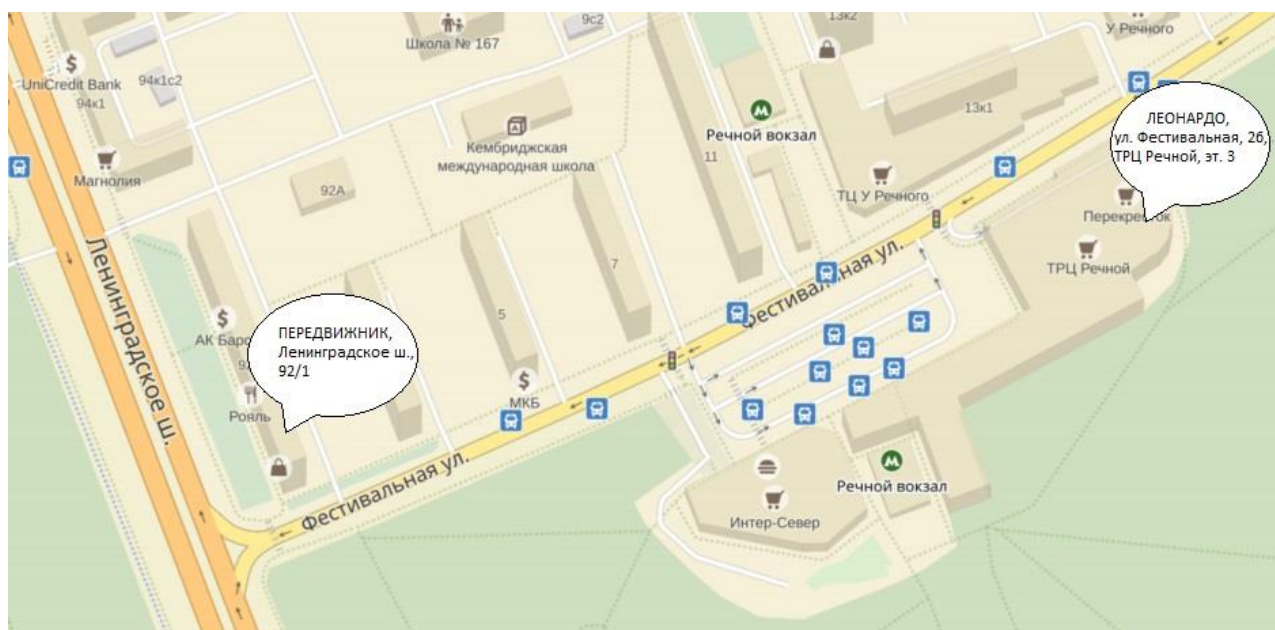 9с2
13к2
Школа № 167
У Речного
UniCredit Bank
94к1с2
94к1
13к1
Речной вокзал
ЛЕОНАРДО,
ул. Фестивальная, 2б,
ТРЦ Речной, эт. 3
Кембриджская
международная школа
11
Магнолия
92А
ТЦ У Речного
Перекресток
ТРЦ Речной
Ленинградское ш.
7
Фестивальная ул.
5
АК Барс
ПЕРЕДВИЖНИК,
Ленинградское ш.,
92/1
МКБ
Рояль
Речной вокзал
Фестивальная ул.
Интер-Север